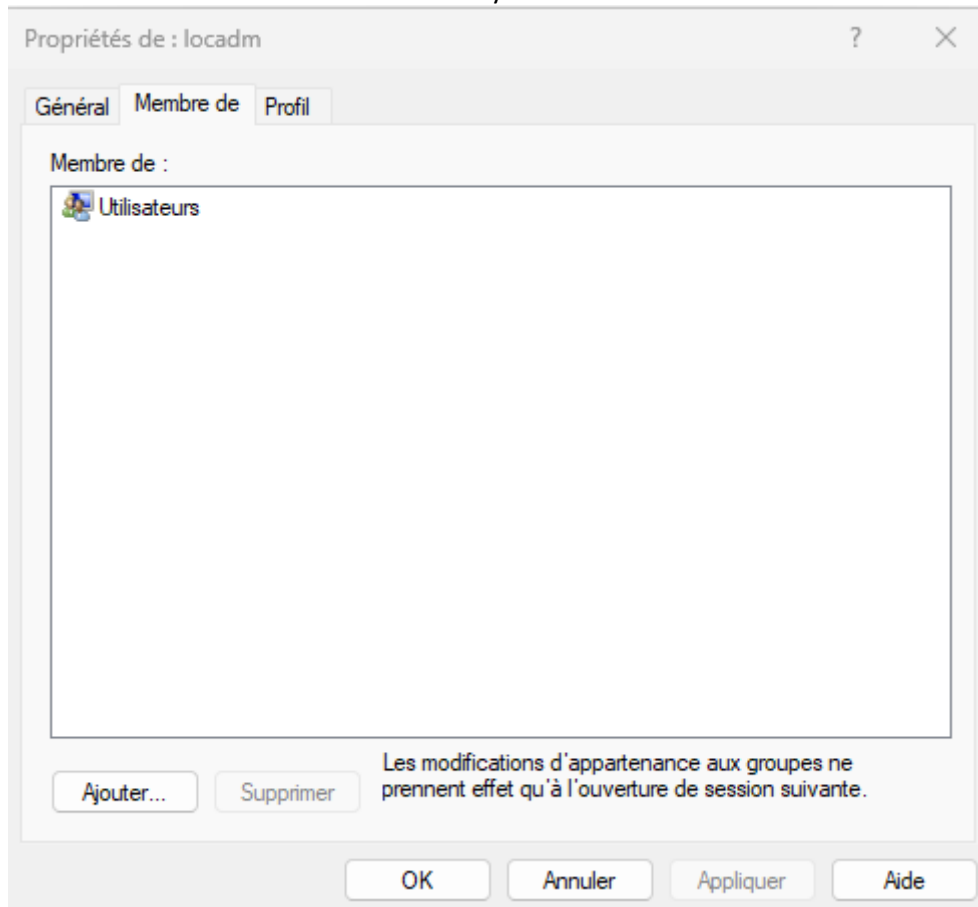 Propriétés de : locadm
?
Général Membre de Profil
Membre de :
Utilisateurs
Ajouter... Supprimer
Les modifications d'appartenance aux groupes ne
prennent effet qu'à l'ouverture de session suivante.
OK Annuler Appliquer Aide